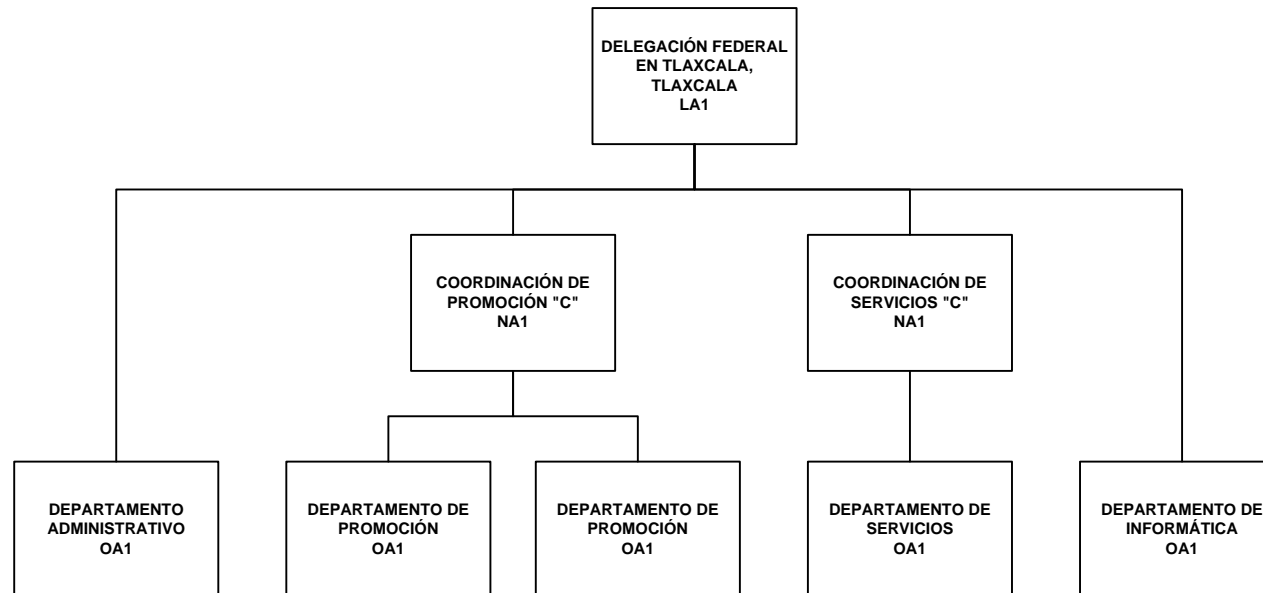 DELEGACIÓN FEDERAL
EN TLAXCALA,
TLAXCALA
LA1
COORDINACIÓN DE
PROMOCIÓN "C"
NA1
COORDINACIÓN DE
SERVICIOS "C"
NA1
DEPARTAMENTO
ADMINISTRATIVO
OA1
DEPARTAMENTO DE
PROMOCIÓN
OA1
DEPARTAMENTO DE
PROMOCIÓN
OA1
DEPARTAMENTO DE
SERVICIOS
OA1
DEPARTAMENTO DE
INFORMÁTICA
OA1